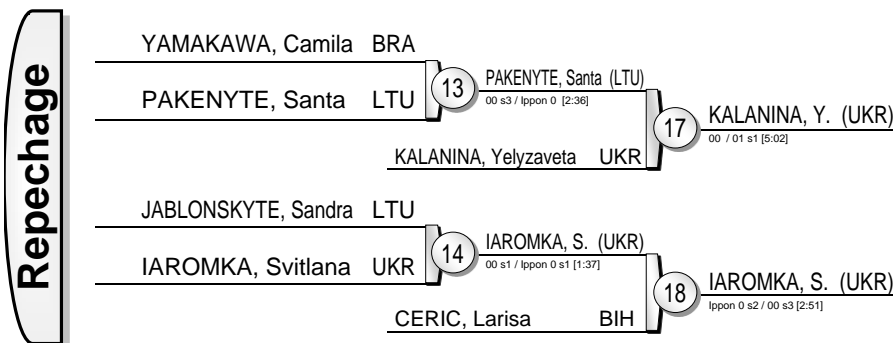 Repechage
YAMAKAWA, Camila BRA
PAKENYTE, Santa LTU
13
PAKENYTE, Santa (LTU)
00 s3 / Ippon 0 [2:36]
KALANINA, Yelyzaveta UKR
17
KALANINA, Y. (UKR)
00 / 01 s1 [5:02]
JABLONSKYTE, Sandra LTU
IAROMKA, Svitlana UKR
14
IAROMKA, S. (UKR)
00 s1 / Ippon 0 s1 [1:37]
CERIC, Larisa BIH
18
IAROMKA, S. (UKR)
Ippon 0 s2 / 00 s3 [2:51]